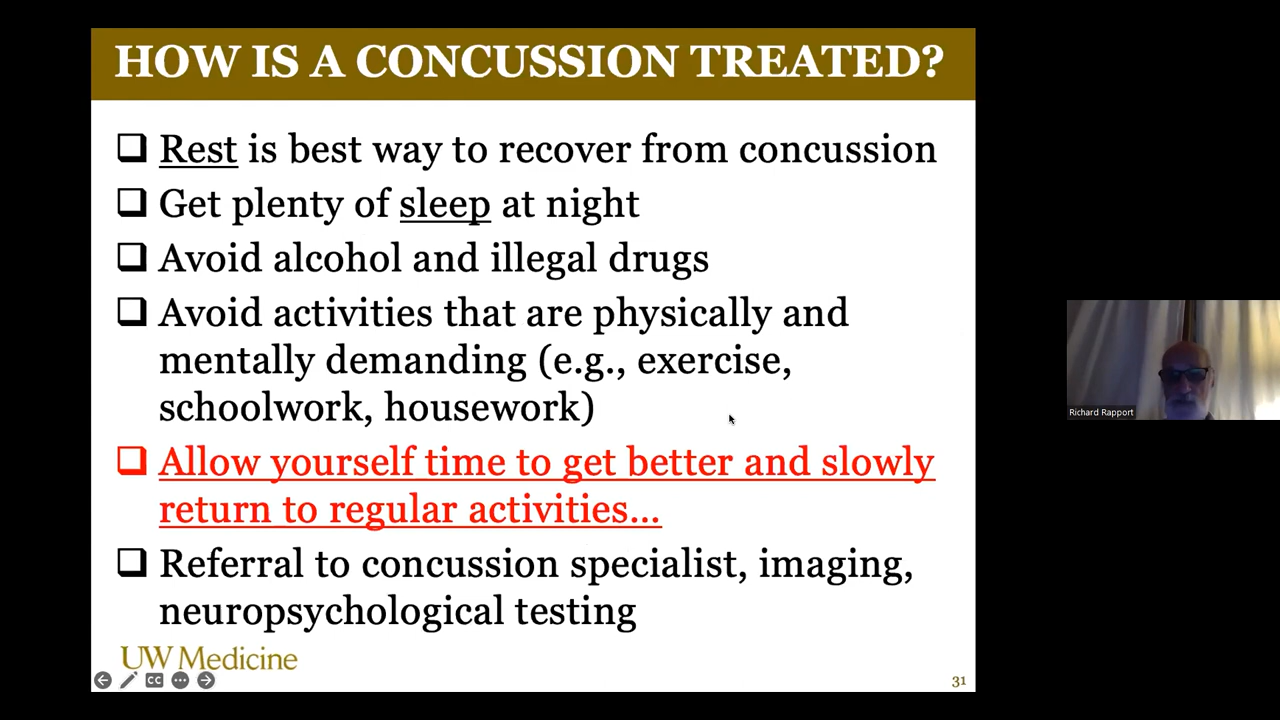 HOW IS A CONCUSSION TREATED?
Rest is best way to recover from concussion
Get plenty of sleep at night
Avoid alcohol and illegal drugs
Avoid activities that are physically and
mentally demanding (e.g., exercise,
schoolwork, housework)
Allow yourself time to get better and slowly
return to regular activities...
Referral to concussion specialist, imaging,
neuropsychological testing
UW Medicine
CC
31
Richard Rapport